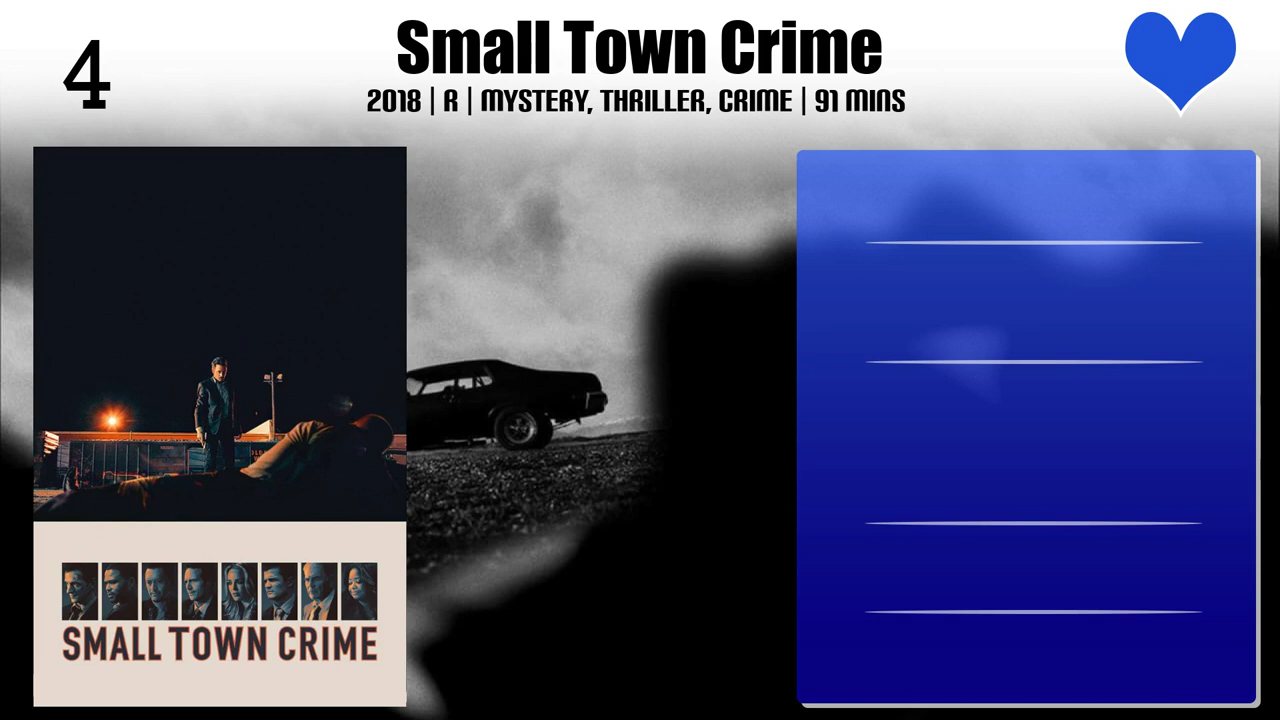 4
Small Town Crime
2018 | R | MYSTERY, THRILLER, CRIME | 91 MINS
SMALL TOWN CRIME